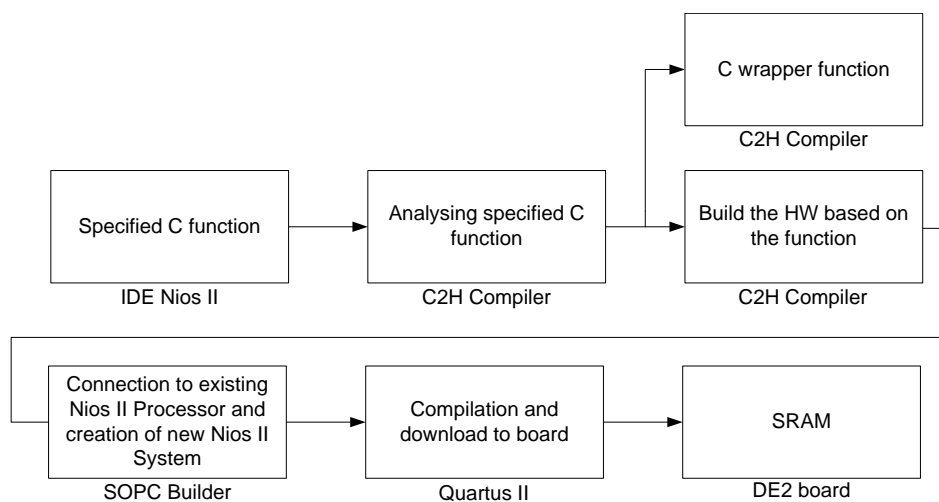 C wrapper function
C2H Compiler
Specified C function
IDE Nios II
Analysing specified C
function
C2H Compiler
Build the HW based on
the function
C2H Compiler
Connection to existing
Nios II Processor and
creation of new Nios II
System
SOPC Builder
Compilation and
download to board
Quartus II
SRAM
DE2 board